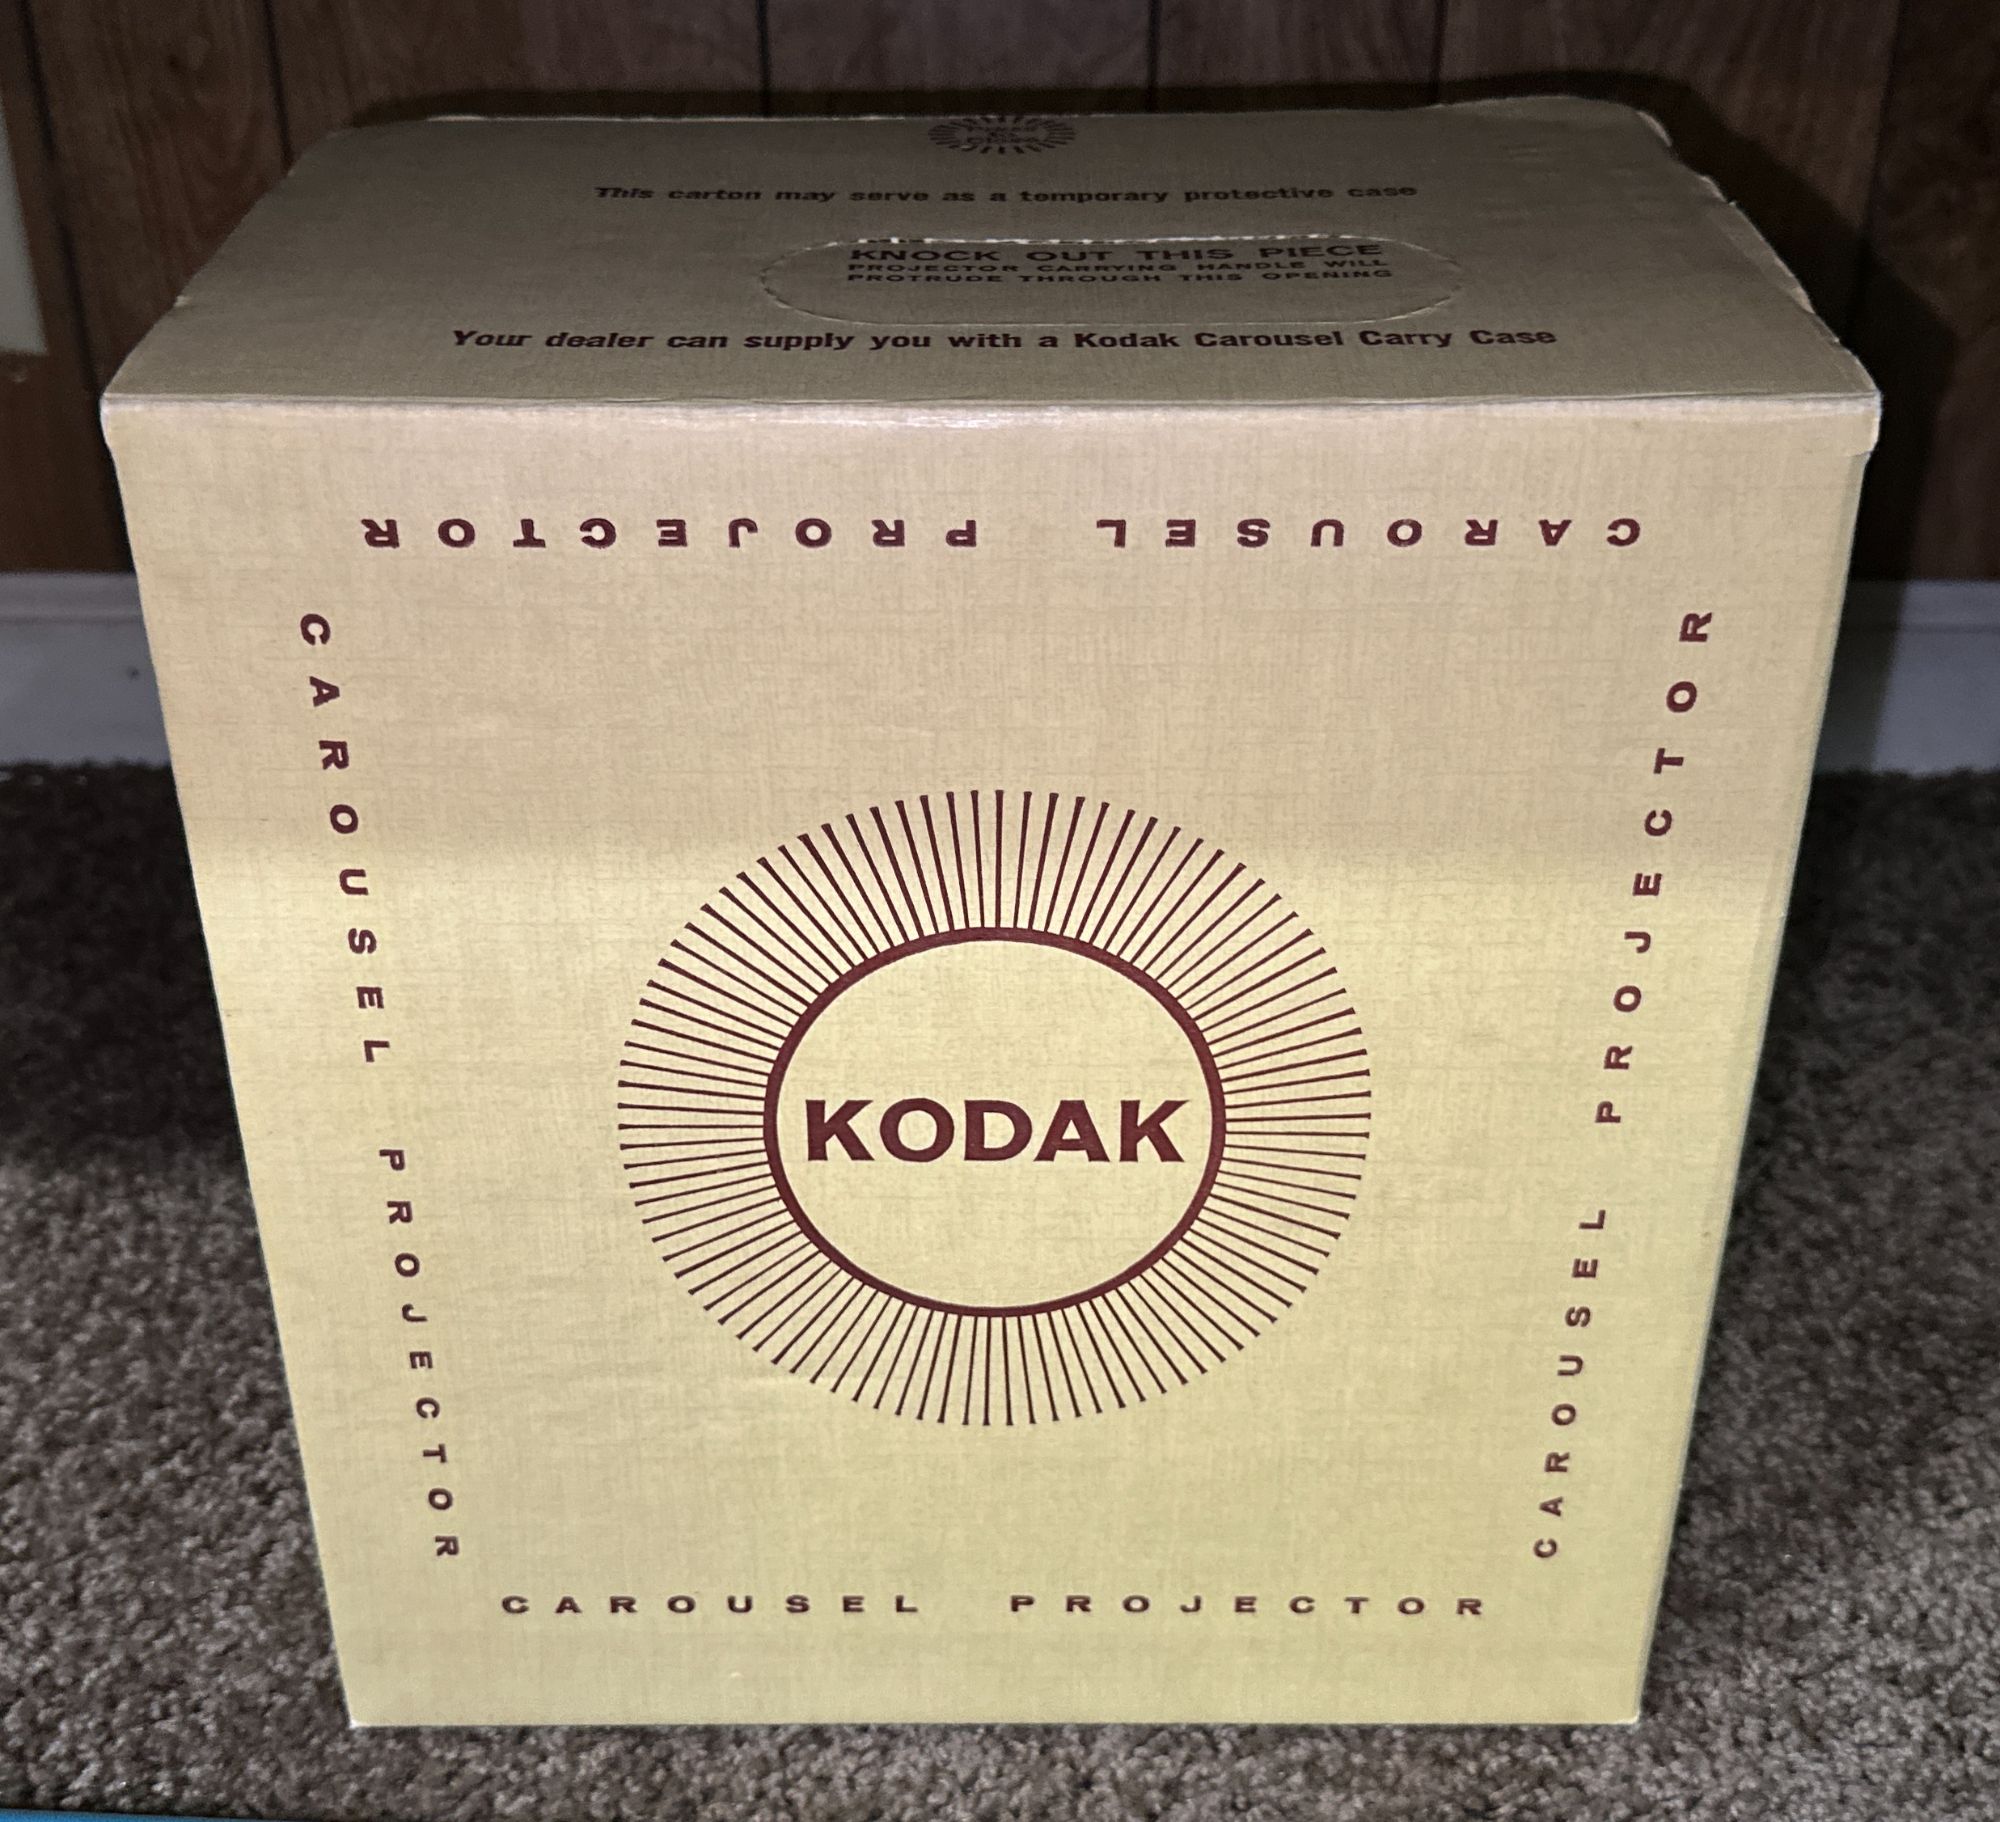 This carton may serve as a temporary protective case
KNOCK OUT THIS PIECE
PROJECTOR CARRYING HANDLE WILL
PROTRUDE THROUGH THIS OPENING
Your dealer can supply you with a Kodak Carousel Carry Case
CAROUSEL PROJECTOR
CAROUSEL PROJECTOR
CAROUSEL PROJECTOR
KODAK
CAROUSEL PROJECTOR